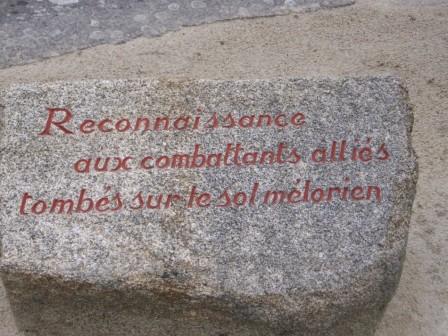 Reconnaissance
aux combattants alliés
tombés sur le sol mélorien